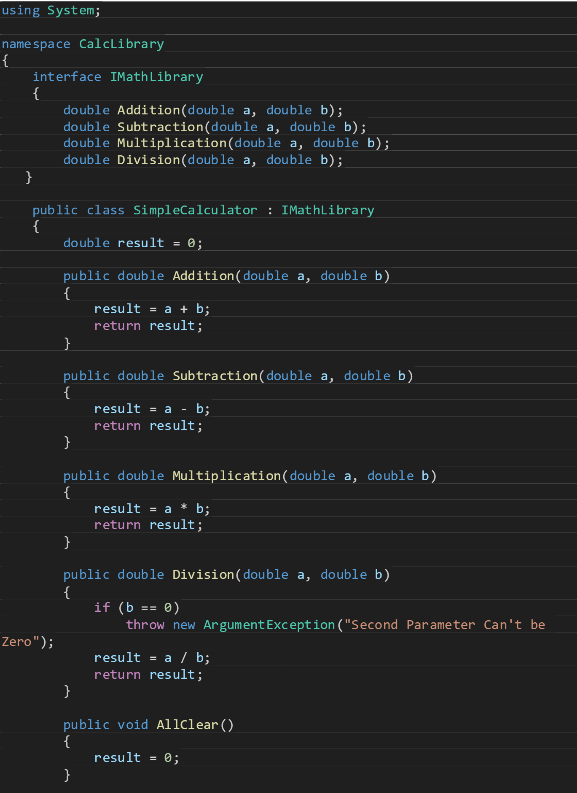 using System;
namespace CalcLibrary
{
    interface IMathLibrary
    {
        double Addition(double a, double b);
        double Subtraction(double a, double b);
        double Multiplication(double a, double b);
        double Division(double a, double b);
   }
    public class SimpleCalculator : IMathLibrary
    {
        double result = 0;
        public double Addition(double a, double b)
        {
            result = a + b;
            return result;
        }
        public double Subtraction(double a, double b)
        {
            result = a - b;
            return result;
        }
        public double Multiplication(double a, double b)
        {
            result = a * b;
            return result;
        }
        public double Division(double a, double b)
        {
            if (b == 0)
                throw new ArgumentException("Second Parameter Can't be
Zero");
            result = a / b;
            return result;
        }
        public void AllClear()
        {
            result = 0;
        }